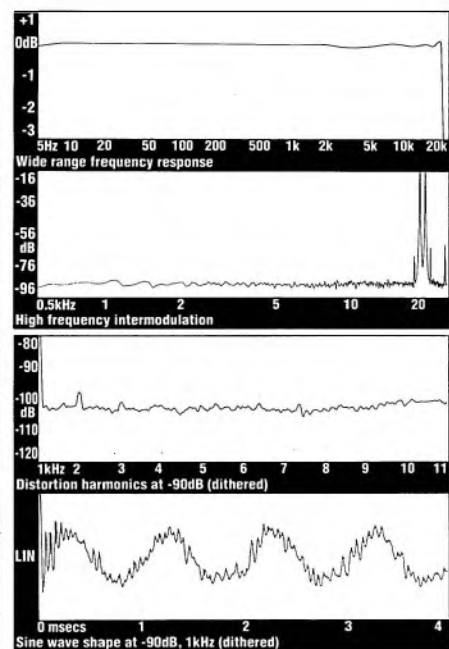 +1
0dB
-1
-2
-3
5Hz 10 20 50 100 200 500 1k 2k 5k 10k 20k
Wide range frequency response
-16
-36
-56
dB
-76
-96
0.5kHz 1 2 5 10 20
High frequency intermodulation
-80
-90
-100
dB
-110
-120
1kHz 2 3 4 5 6 7 8 9 10 11
Distortion harmonics at -90dB (dithered)
LIN
0 msecs 1 2 3 4
Sine wave shape at -90dB, 1kHz (dithered)